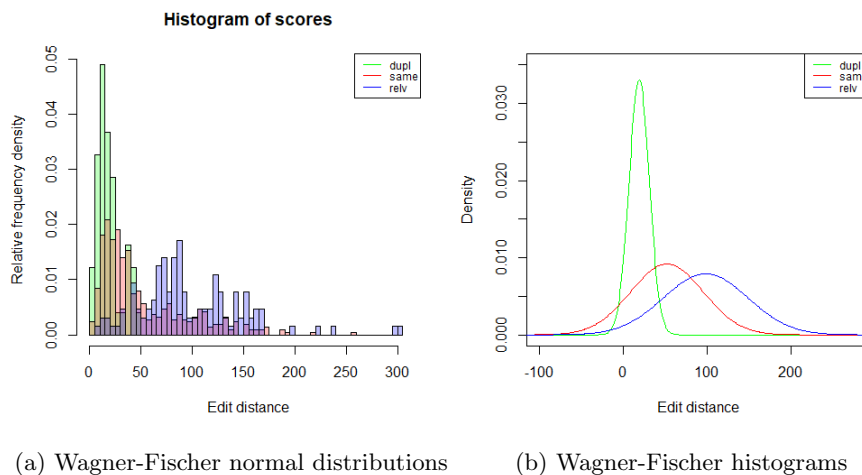 Histogram of scores
Relative frequency density
0.00 0.01 0.02 0.03 0.04 0.05
dupl
same
relv
0 50 100 150 200 250 300
Edit distance
Density
0.000 0.010 0.020 0.030
dupl
same
relv
-100 0 100 200
Edit distance
(a) Wagner-Fischer normal distributions
(b) Wagner-Fischer histograms